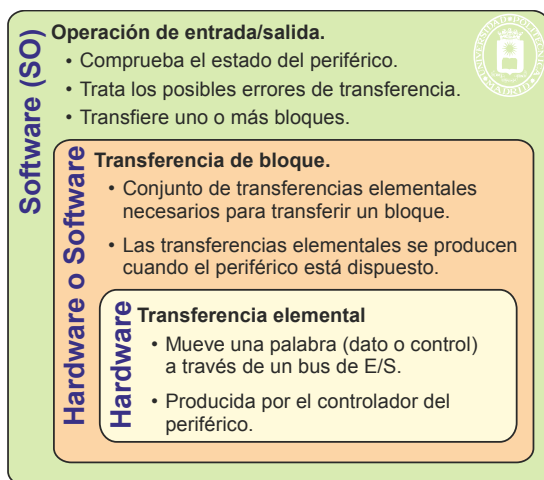 Software (SO)
Operación de entrada/salida.
• Comprueba el estado del periférico.
• Trata los posibles errores de transferencia.
• Transfiere uno o más bloques.
UNIVERSIDAD POLITECNICA
Hardware o Software
Transferencia de bloque.
• Conjunto de transferencias elementales
necesarios para transferir un bloque.
• Las transferencias elementales se producen
cuando el periférico está dispuesto.
Hardware
Transferencia elemental
• Mueve una palabra (dato o control)
a través de un bus de E/S.
• Producida por el controlador del
periférico.